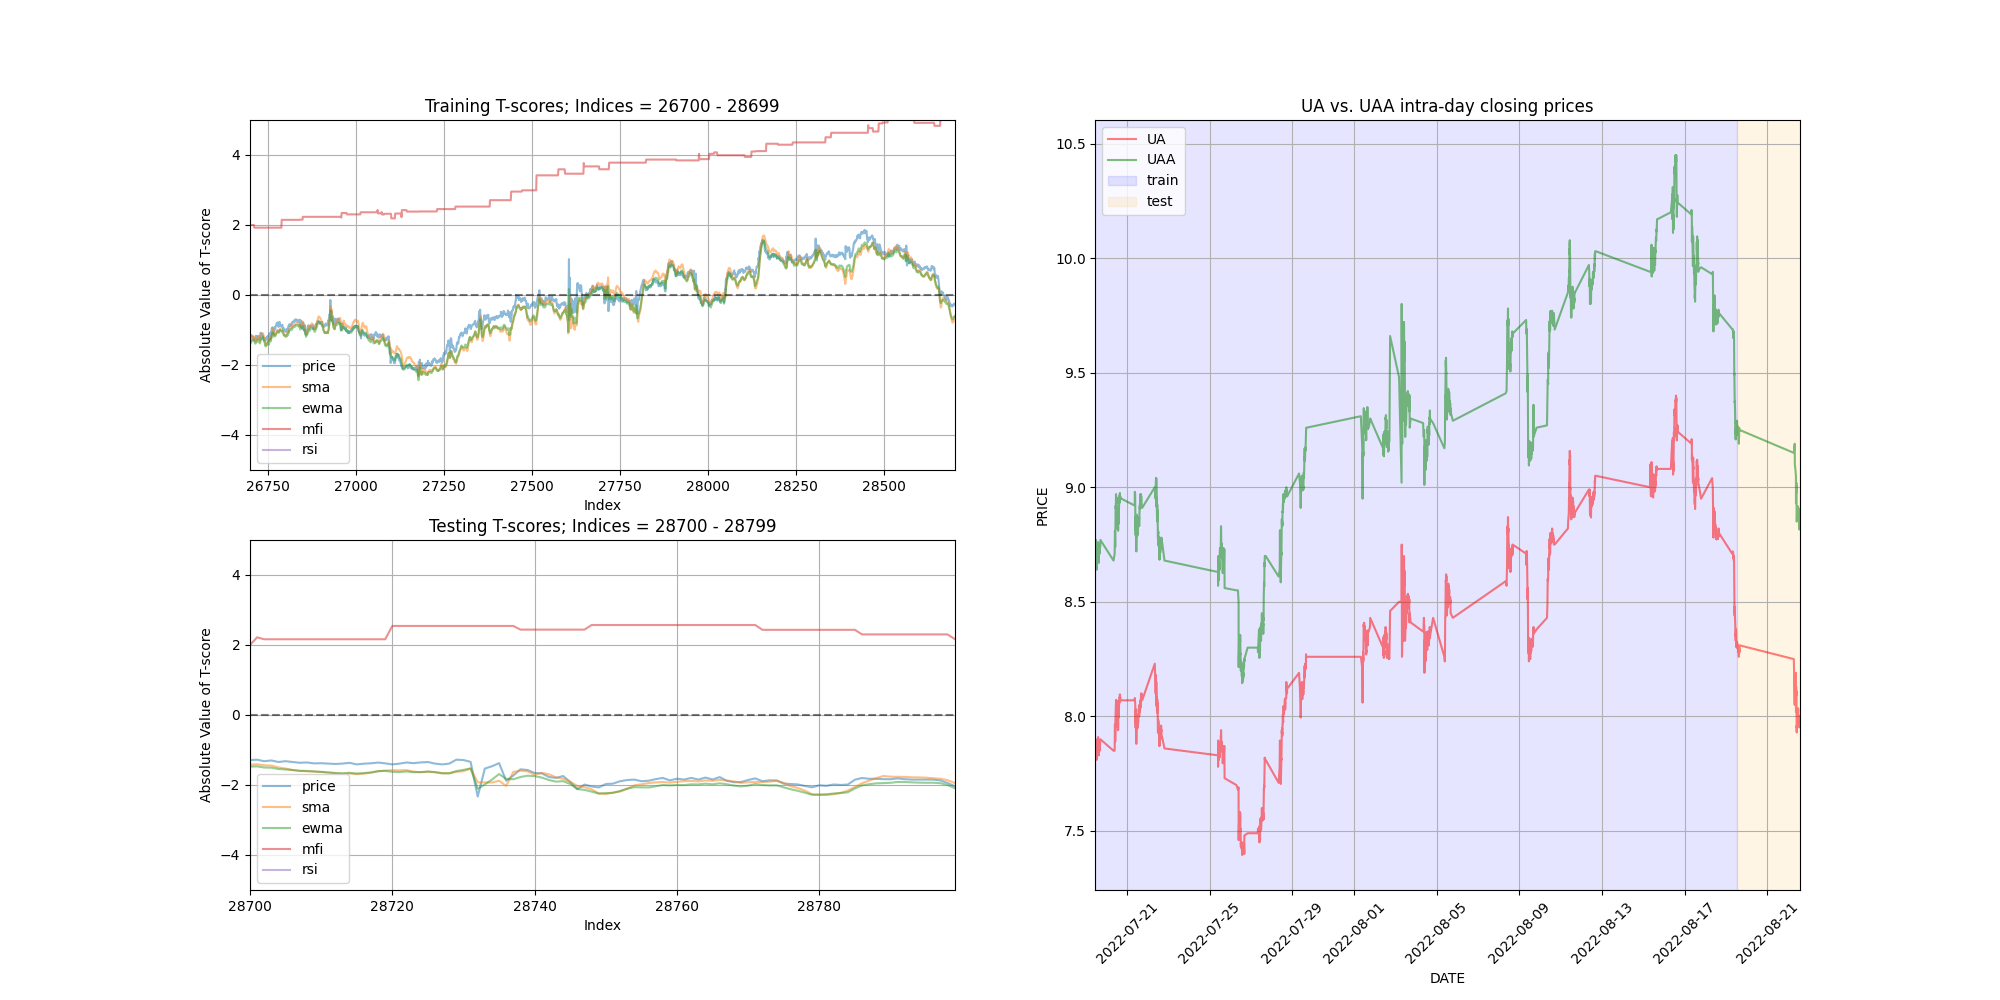 Training T-scores; Indices = 26700 - 28699
Absolute Value of T-score
4
2
0
−2
−4
price
sma
ewma
mfi
rsi
26750 27000 27250 27500 27750 28000 28250 28500
Index
Testing T-scores; Indices = 28700 - 28799
Absolute Value of T-score
4
2
0
−2
−4
price
sma
ewma
mfi
rsi
28700 28720 28740 28760 28780
Index
UA vs. UAA intra-day closing prices
PRICE
10.5
10.0
9.5
9.0
8.5
8.0
7.5
UA
UAA
train
test
2022-07-21 2022-07-25 2022-07-29 2022-08-01 2022-08-05 2022-08-09 2022-08-13 2022-08-17 2022-08-21
DATE